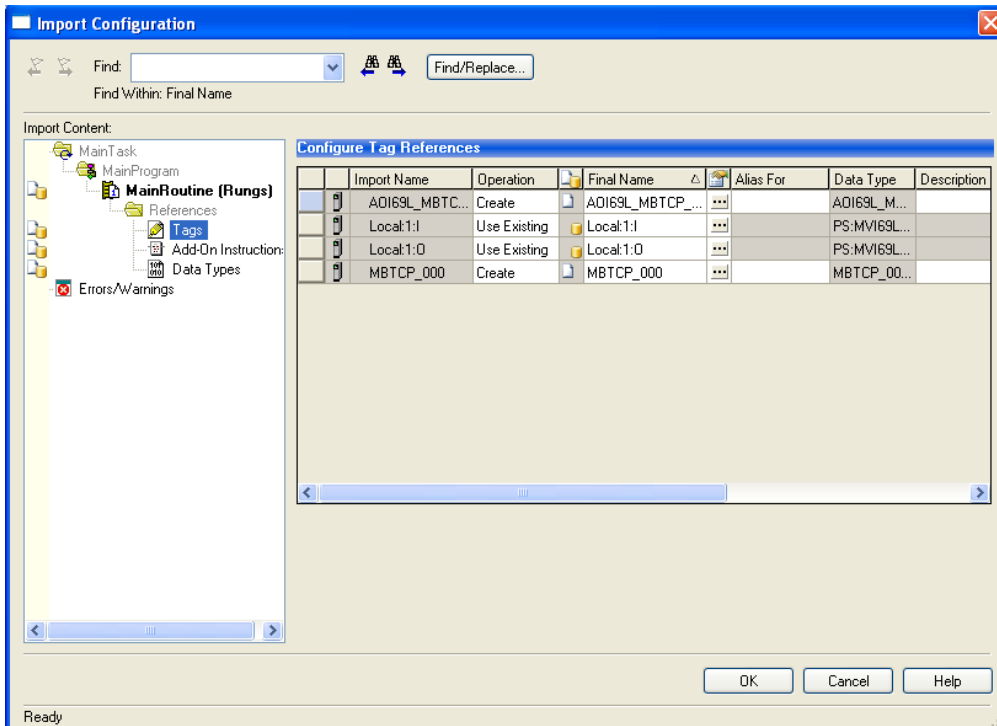 Import Configuration
Find:
Find/Replace...
Find Within: Final Name
Import Content:
MainTask
MainProgram
MainRoutine (Rungs)
References
Tags
Add-On Instruction:
Data Types
Errors/Warnings
Configure Tag References
Import Name Operation Final Name Alias For Data Type Description
AOI69L_MBTC... Create AOI69L_MBTCP_... AOI69L_M...
Local:1:I Use Existing Local:1:I PS:MVI69L...
Local:1:O Use Existing Local:1:O PS:MVI69L...
MBTCP_000 Create MBTCP_000 MBTCP_00...
OK Cancel Help
Ready